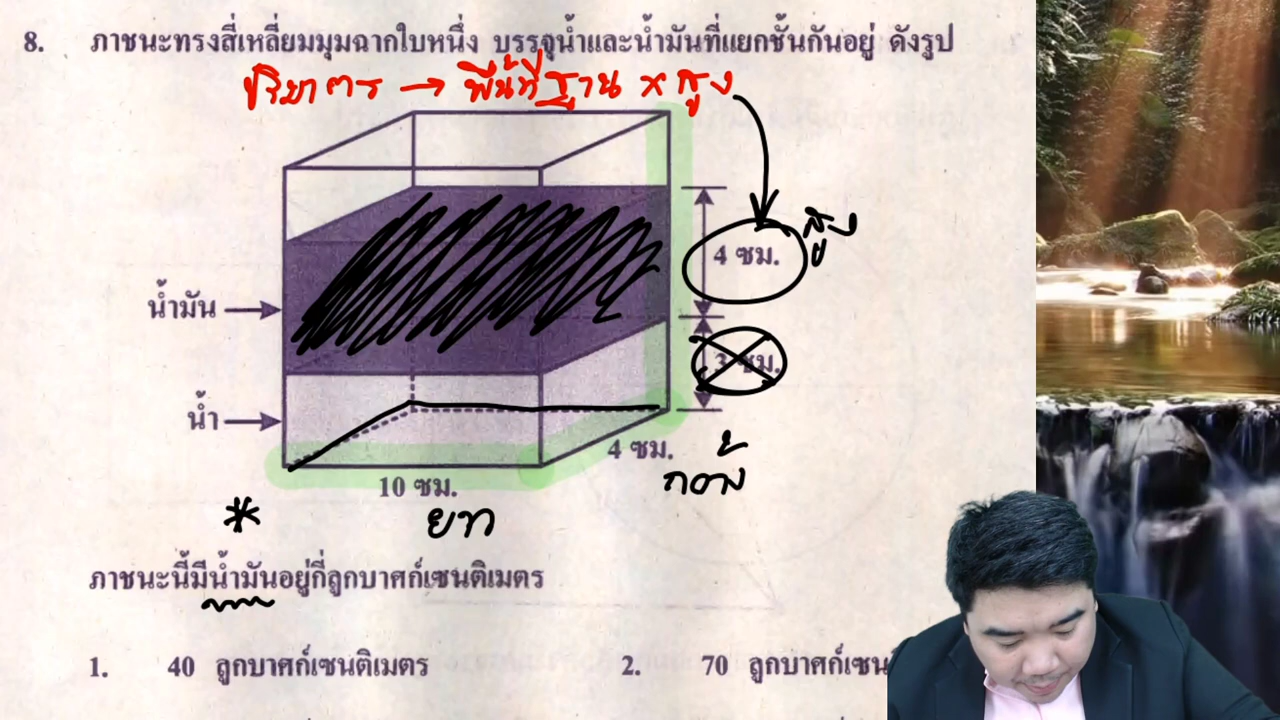 8. ภาชนะทรงสี่เหลี่ยมมุมฉากใบหนึ่ง บรรจุน้ำและน้ำมันที่แยกชั้นกันอยู่ ดังรูป
ปริมาตร → พื้นที่ฐาน × สูง
4 ซม.
สูง
น้ำมัน
3 ซม.
น้ำ
4 ซม.
กว้าง
10 ซม.
* ยาว
ภาชนะนี้มีน้ำมันอยู่กี่ลูกบาศก์เซนติเมตร
1. 40 ลูกบาศก์เซนติเมตร 2. 70 ลูกบาศก์เซน